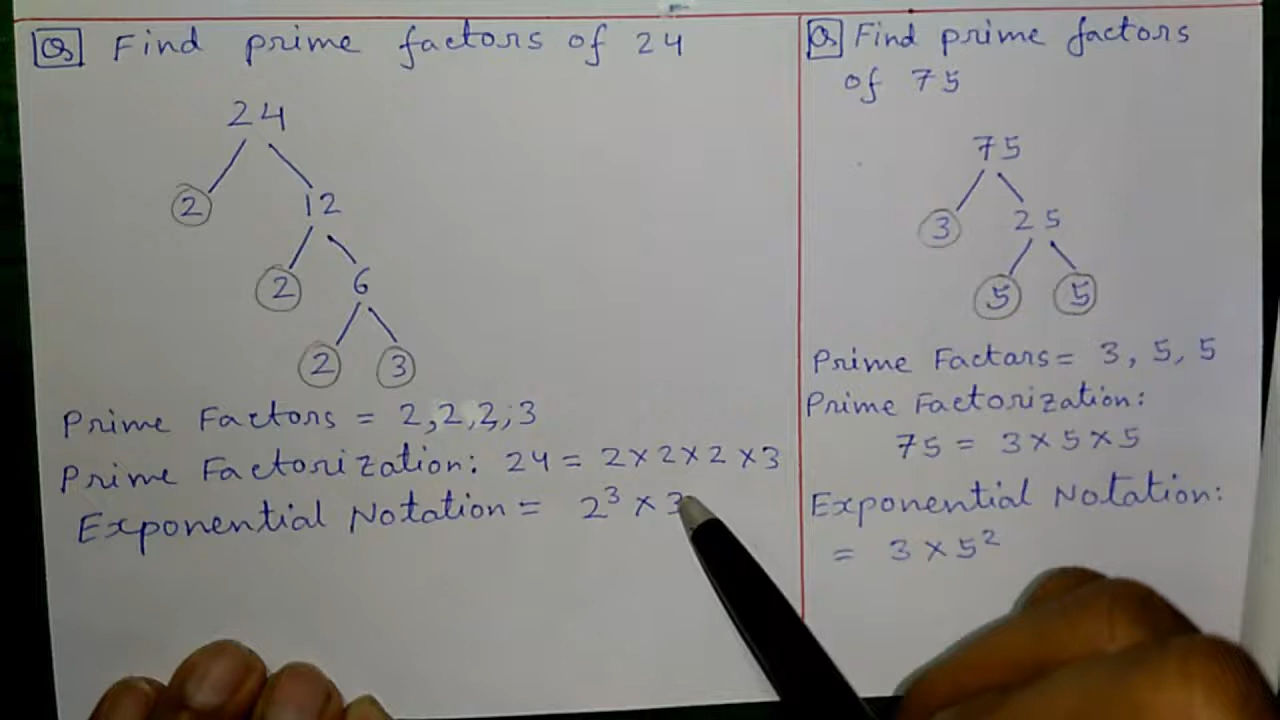 Q Find prime factors of 24
24
2 12
2 6
2 3
Prime Factors = 2,2,2,3
Prime Factorization: 24 = 2×2×2×3
Exponential Notation = 2³ × 3
Q Find prime factors
of 75
75
3 25
5 5
Prime Factars = 3, 5, 5
Prime Factorization:
75 = 3×5×5
Exponential Notation:
= 3×5²